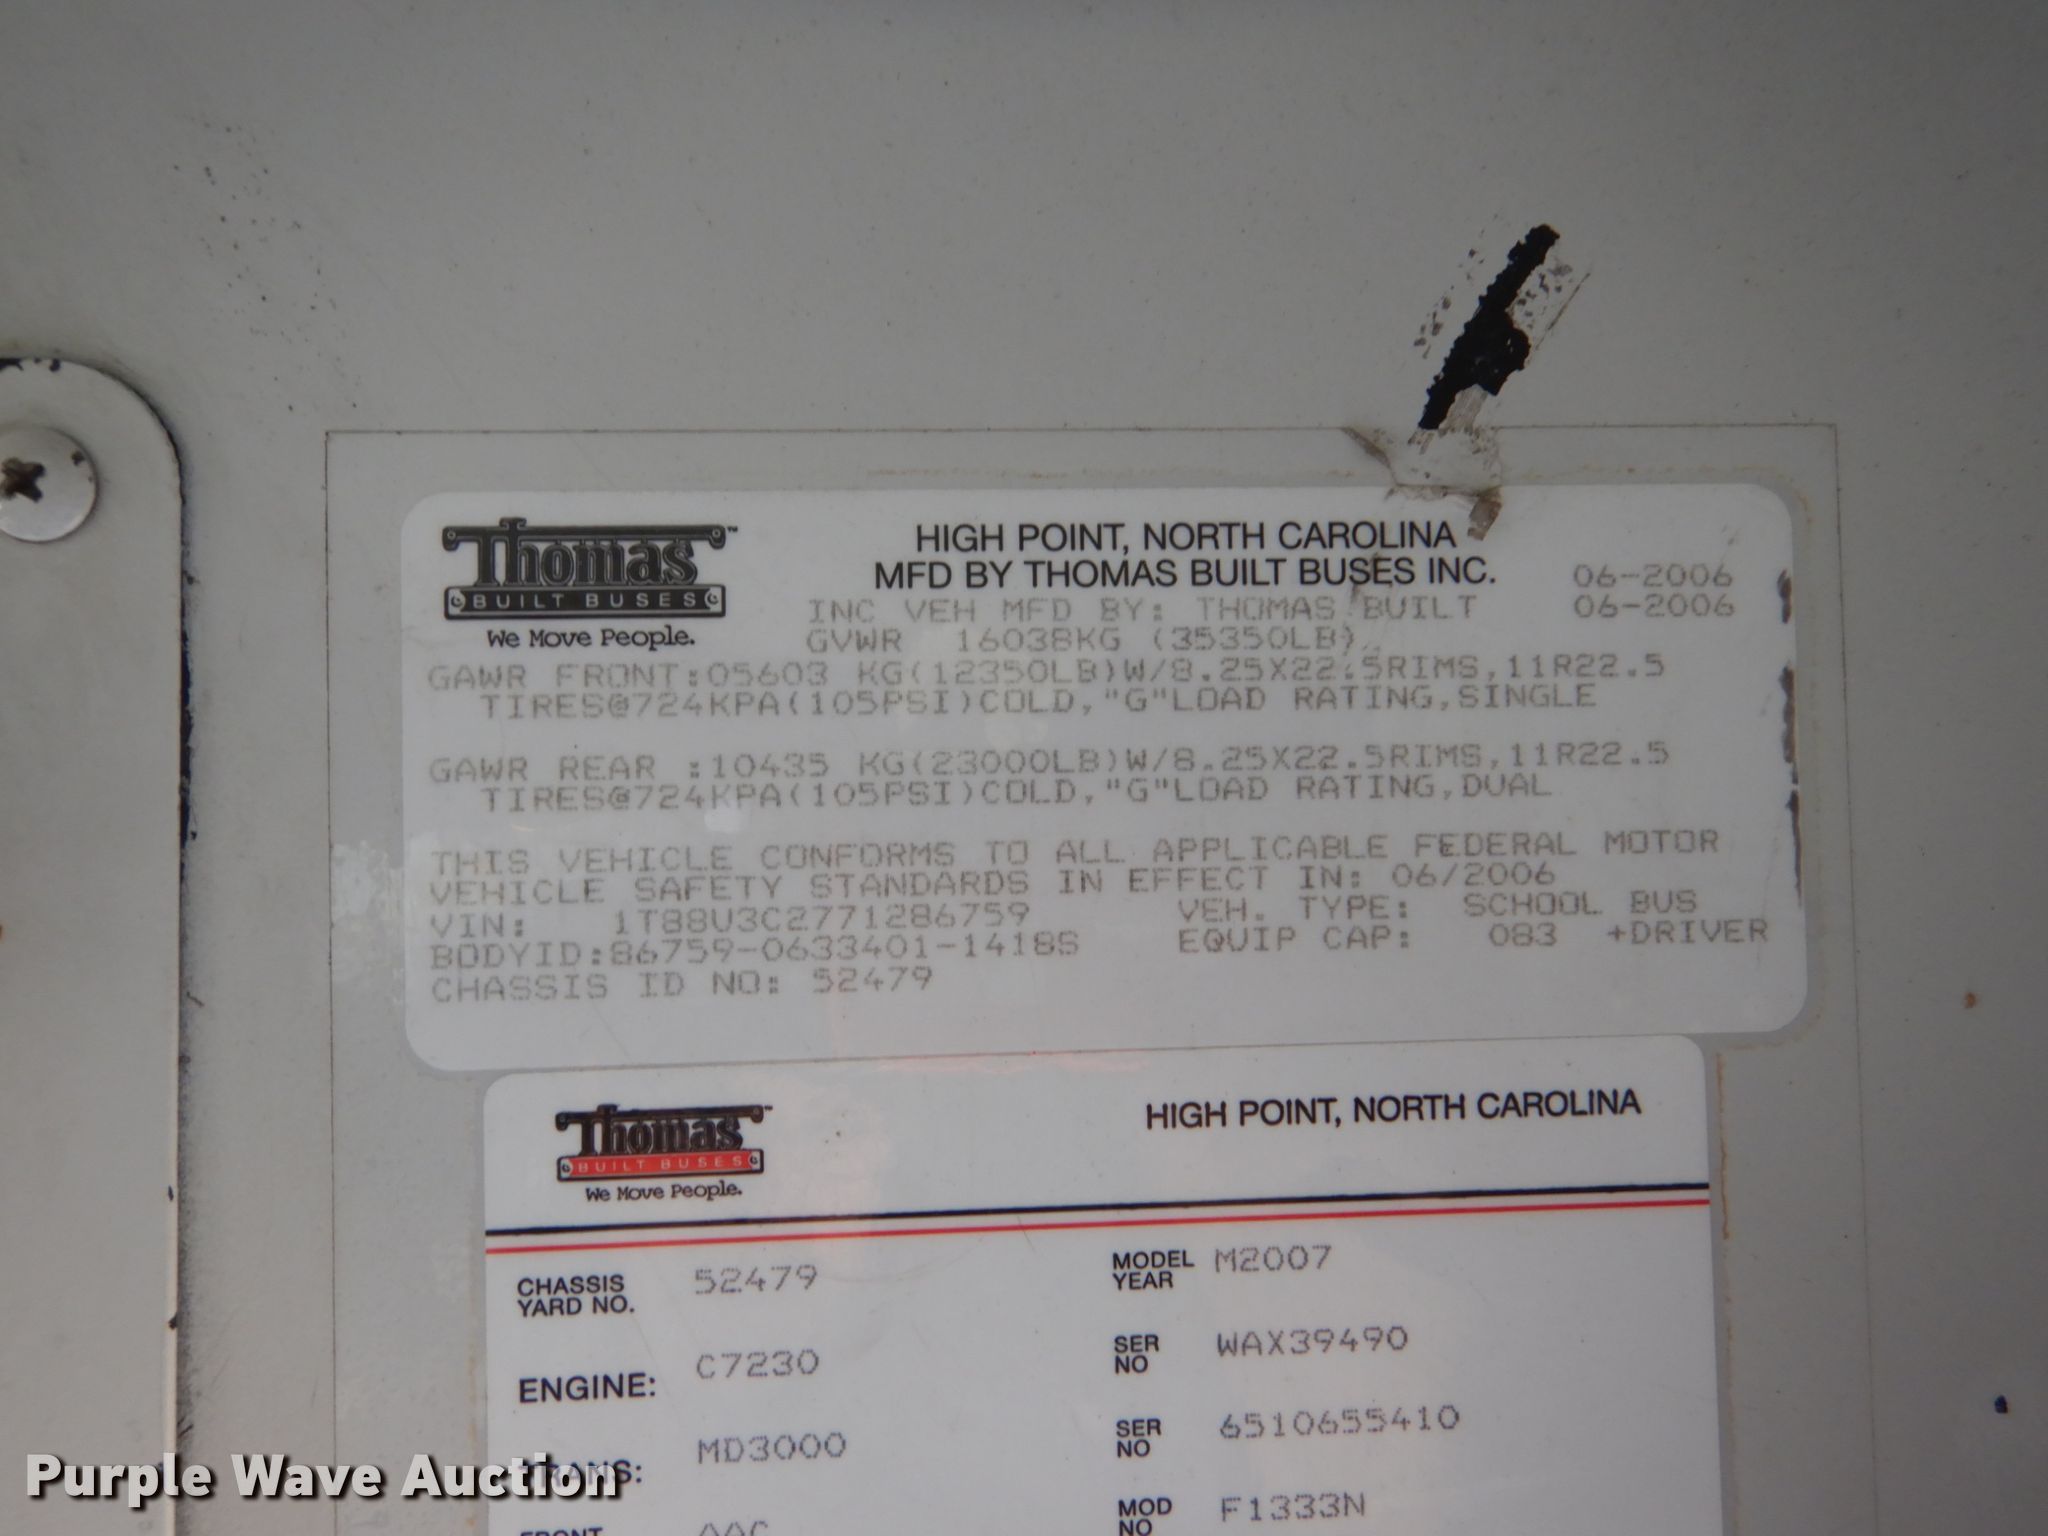 Thomas™
BUILT BUSES
We Move People.
HIGH POINT, NORTH CAROLINA
MFD BY THOMAS BUILT BUSES INC. 06-2006
INC VEH MFD BY: THOMAS BUILT 06-2006
GVWR 16038KG (35350LB)
GAWR FRONT:05603 KG(12350LB)W/8.25X22.5RIMS,11R22.5
TIRES@724KPA(105PSI)COLD,"G"LOAD RATING,SINGLE
GAWR REAR :10435 KG(23000LB)W/8.25X22.5RIMS,11R22.5
TIRES@724KPA(105PSI)COLD,"G"LOAD RATING,DUAL
THIS VEHICLE CONFORMS TO ALL APPLICABLE FEDERAL MOTOR
VEHICLE SAFETY STANDARDS IN EFFECT IN: 06/2006
VIN: 1T88U3C2771286759 VEH. TYPE: SCHOOL BUS
BODYID:86759-0633401-1418S EQUIP CAP: 083 +DRIVER
CHASSIS ID NO: 52479
Thomas™
BUILT BUSES
We Move People.
HIGH POINT, NORTH CAROLINA
CHASSIS YARD NO. 52479 MODEL YEAR M2007
ENGINE: C7230 SER NO WAX39490
TRANS: MD3000 SER NO 6510655410
FRONT AAC MOD NO F1333N
Purple Wave Auction